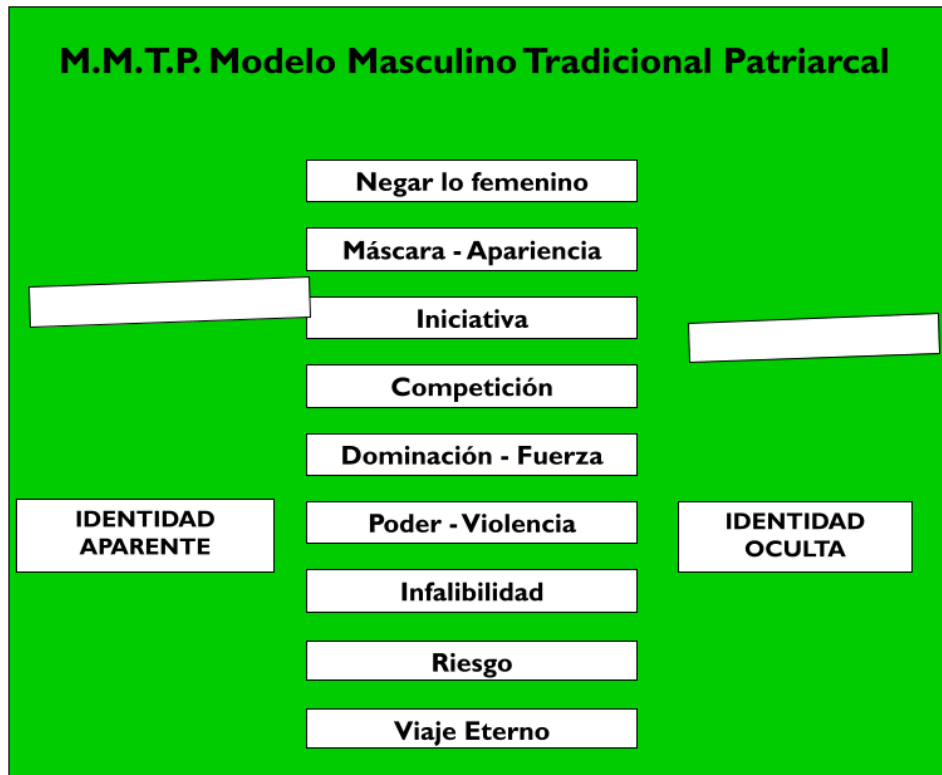 M.M.T.P. Modelo Masculino Tradicional Patriarcal
Negar lo femenino
Máscara - Apariencia
Iniciativa
Competición
Dominación - Fuerza
IDENTIDAD
APARENTE
Poder - Violencia
IDENTIDAD
OCULTA
Infalibilidad
Riesgo
Viaje Eterno